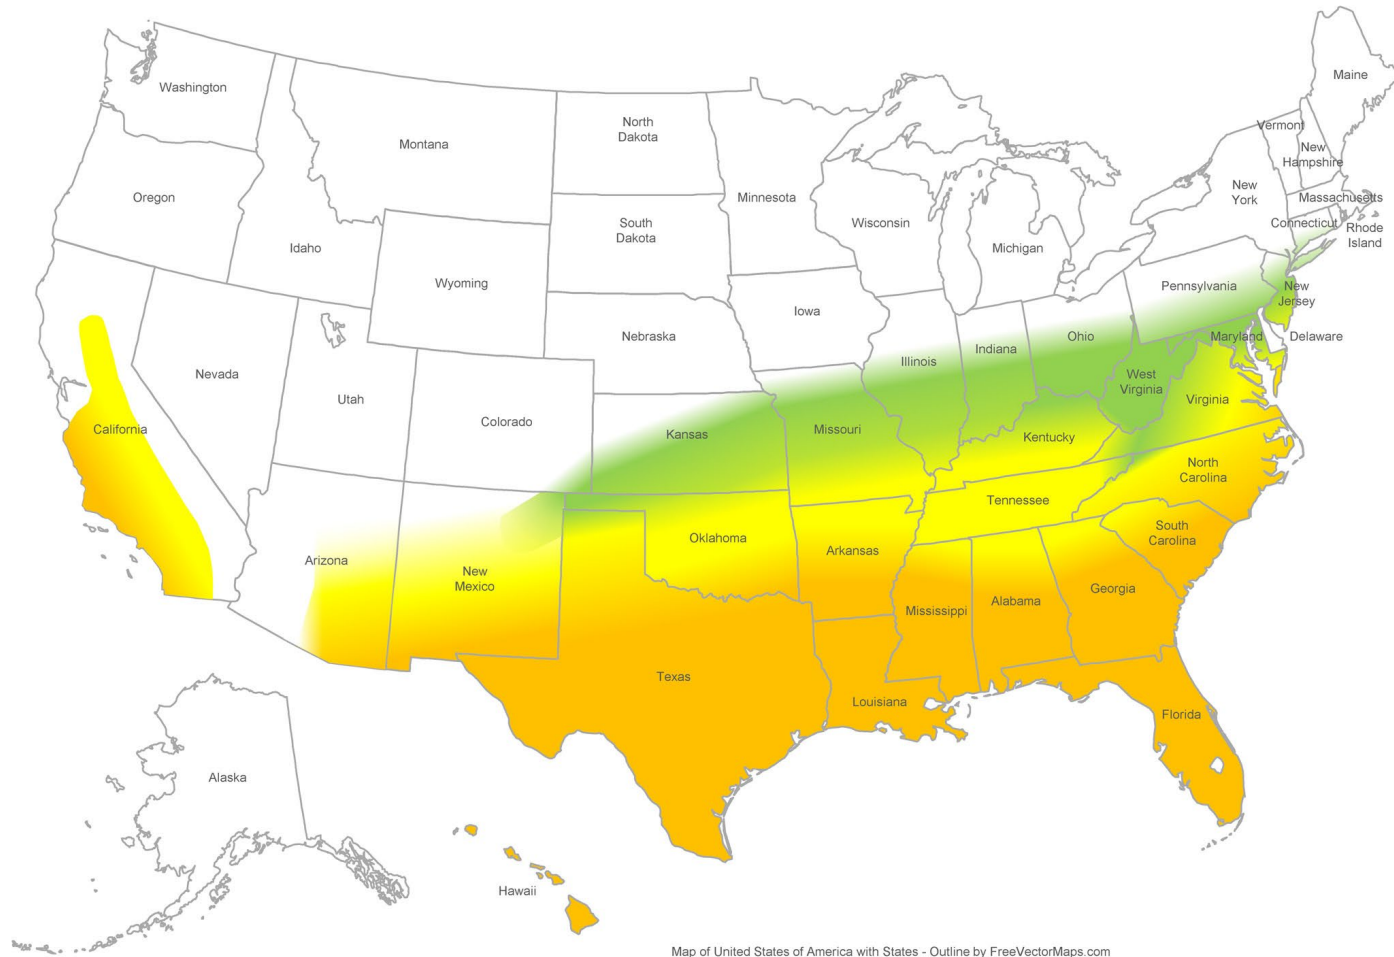 Maine
Washington
Montana
North
Dakota
Vermont
New
Hampshire
Oregon
Minnesota
New
York
Massachusetts
Idaho
South
Dakota
Wisconsin
Michigan
Connecticut
Rhode
Island
Wyoming
Pennsylvania
New
Jersey
Iowa
Nebraska
Ohio
Maryland
Delaware
Nevada
Illinois
Indiana
Utah
Colorado
West
Virginia
Virginia
California
Kansas
Missouri
Kentucky
North
Carolina
Tennessee
Arizona
New
Mexico
Oklahoma
Arkansas
South
Carolina
Mississippi
Alabama
Georgia
Texas
Louisiana
Florida
Alaska
Hawaii
Map of United States of America with States - Outline by FreeVectorMaps.com